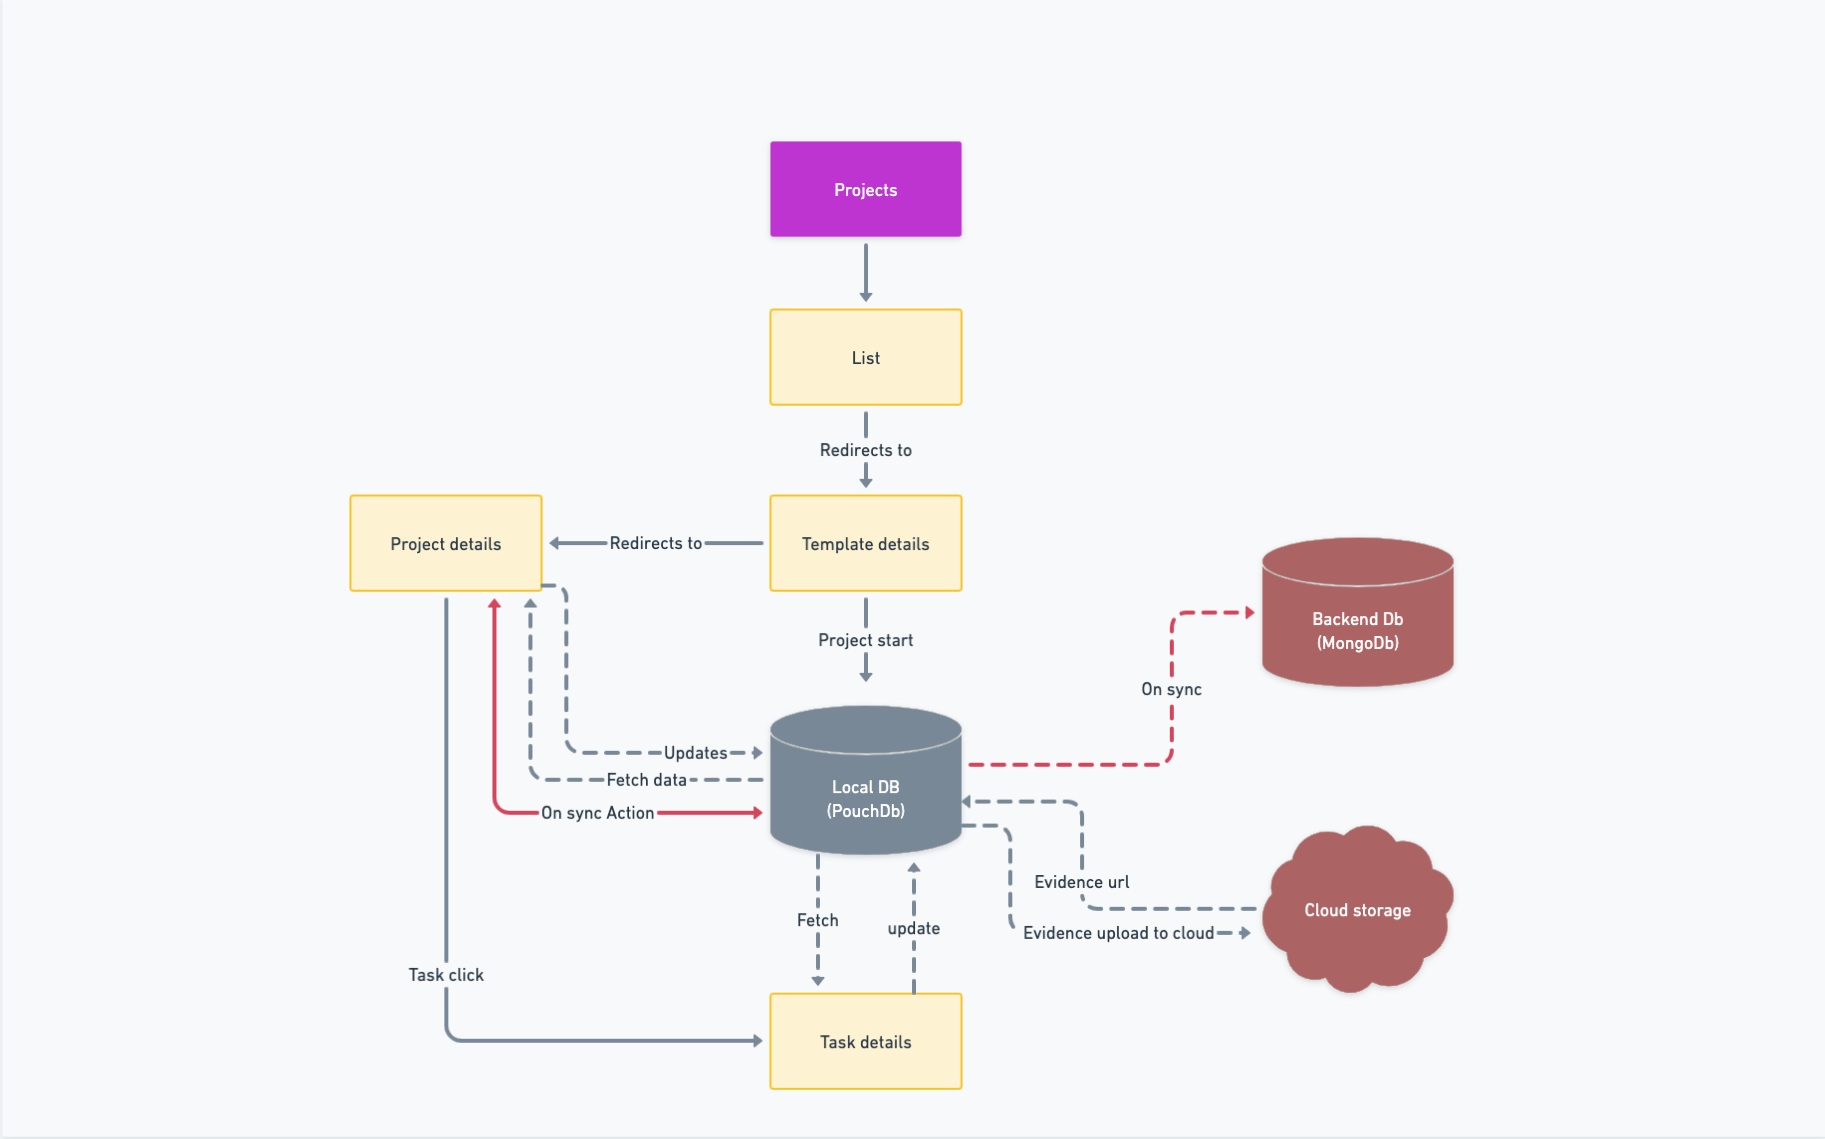 Projects
List
Redirects to
Project details
Redirects to
Template details
Project start
Backend Db
(MongoDb)
On sync
Updates
Fetch data
On sync Action
Local DB
(PouchDb)
Evidence url
Cloud storage
Fetch
update
Evidence upload to cloud
Task click
Task details